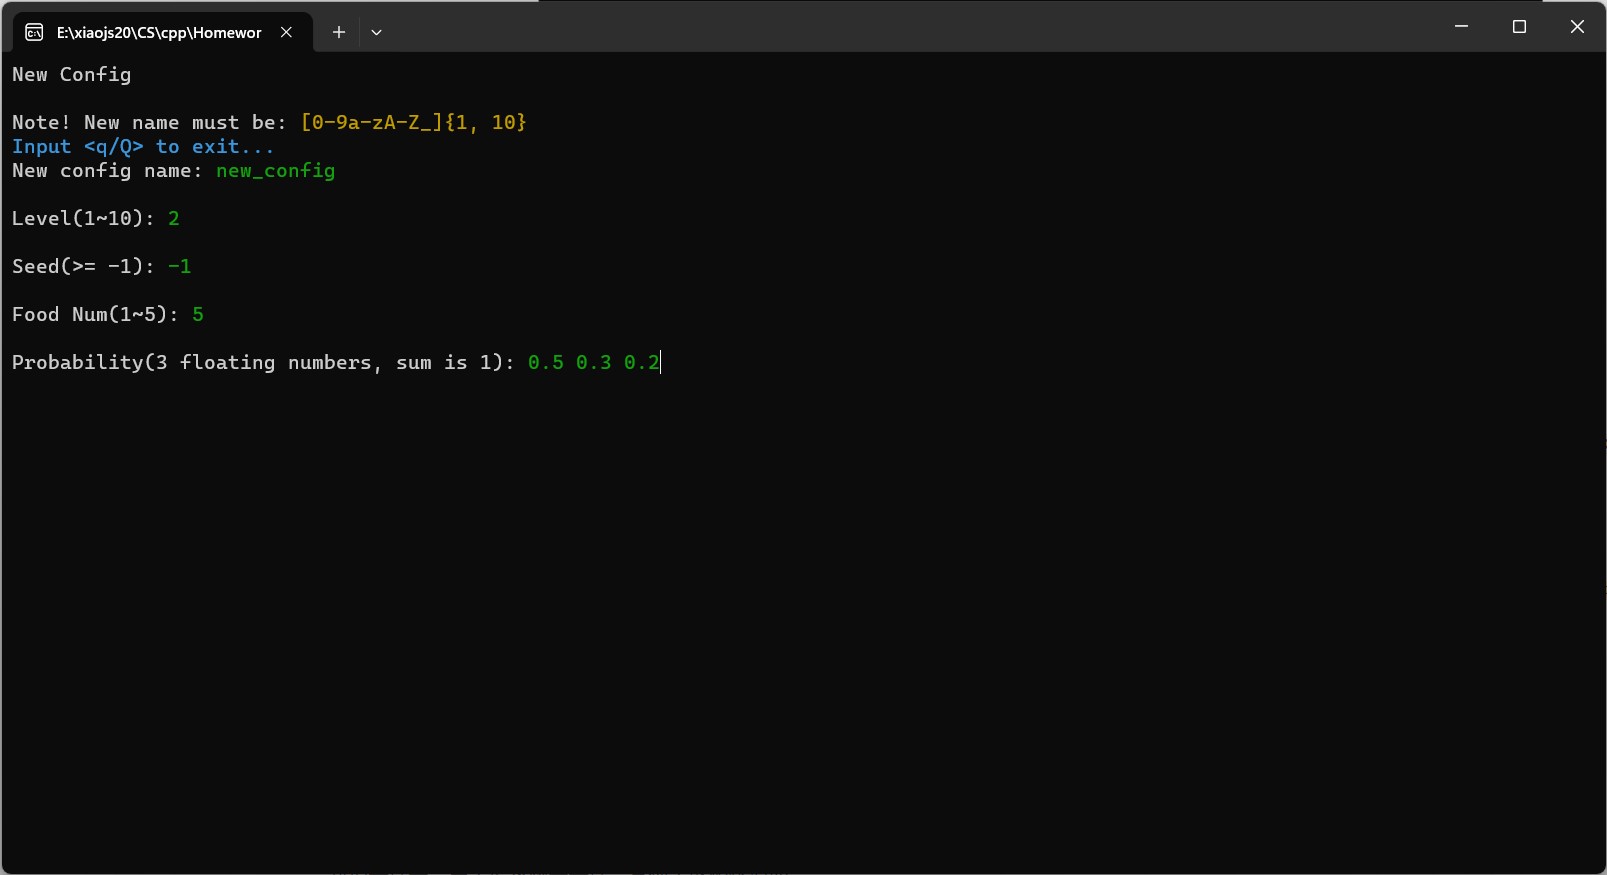 E:\xiaojs20\CS\cpp\Homewor
New Config
Note! New name must be: [0-9a-zA-Z_]{1, 10}
Input <q/Q> to exit...
New config name: new_config
Level(1~10): 2
Seed(>= -1): -1
Food Num(1~5): 5
Probability(3 floating numbers, sum is 1): 0.5 0.3 0.2